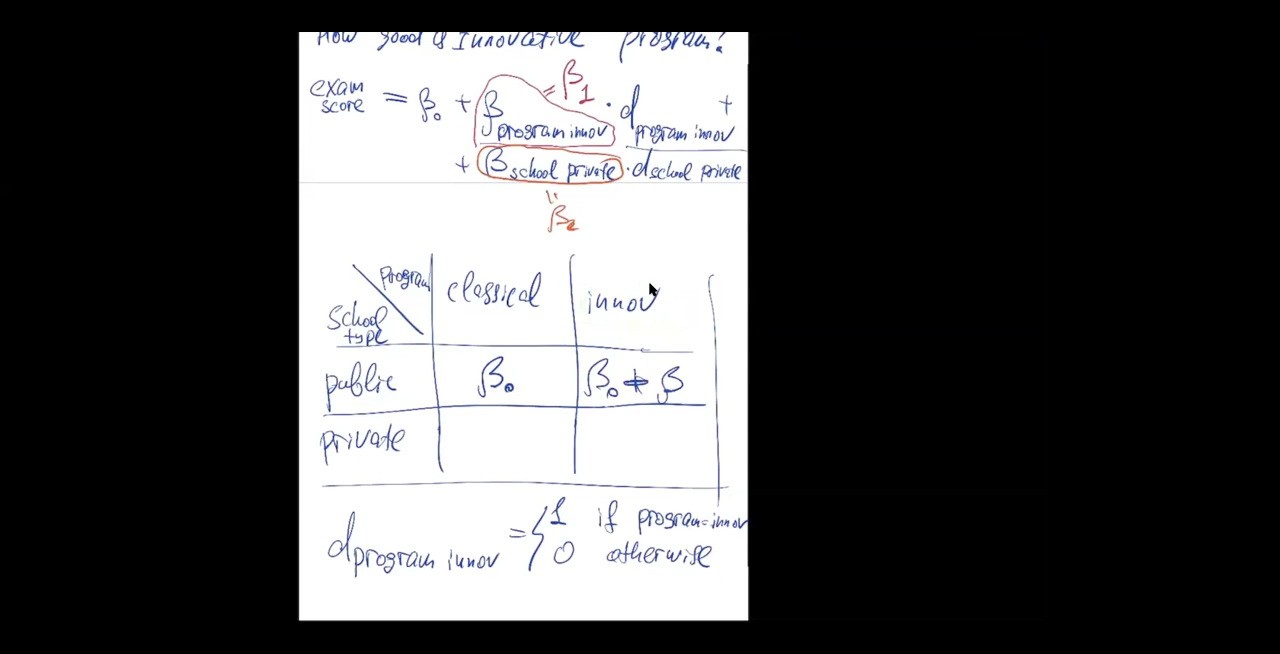 How good is Innovative program?
exam score = β₀ + β program innov · d program innov +
= β₁
+ β school private · d school private
" β₂
Program classical innov
School type
public β₀ β₀ + β
private
d program innov = { 1 if program=innov
0 otherwise